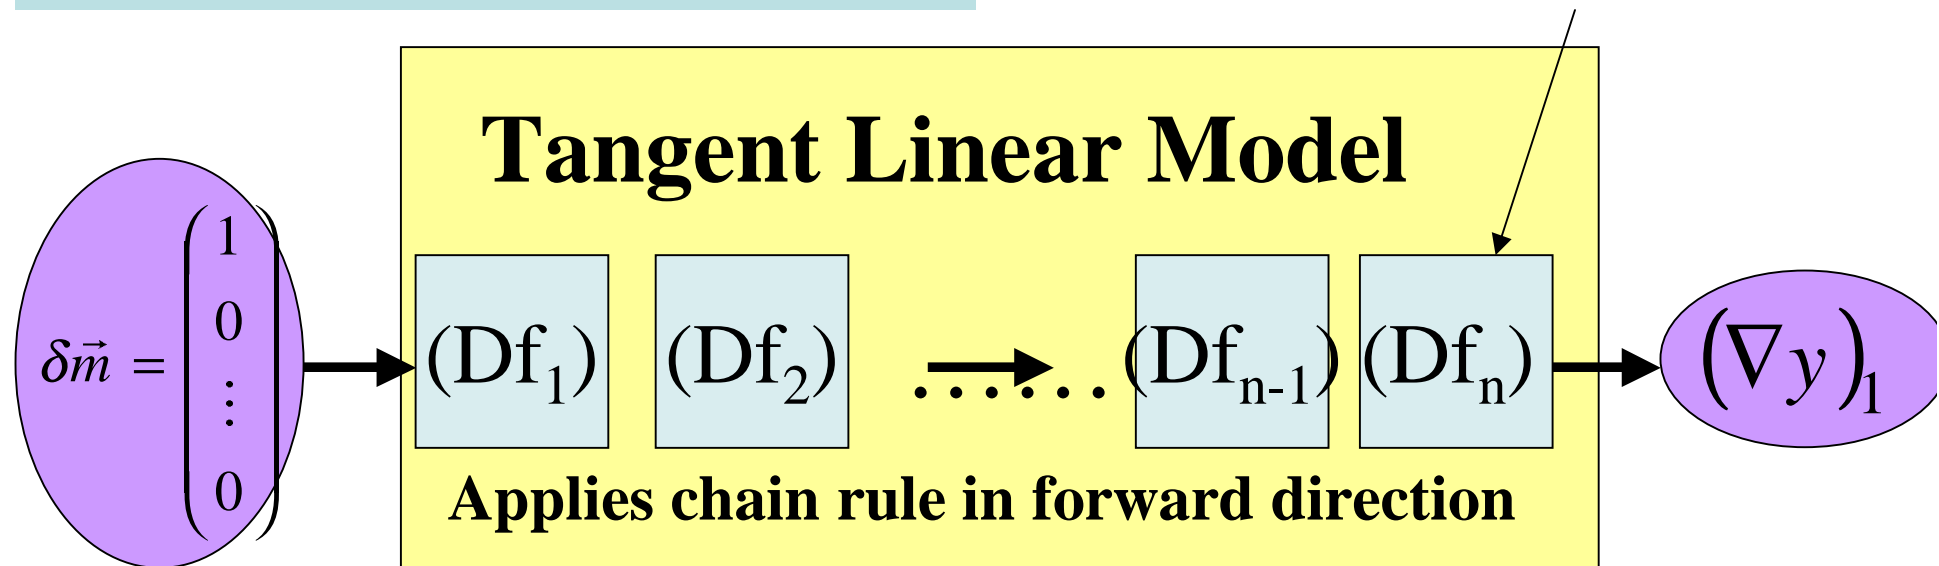 Tangent Linear Model
δm⃗ = (1 0 ⋮ 0)
(Df₁) (Df₂) ...... (Dfₙ₋₁) (Dfₙ)
(∇y)₁
Applies chain rule in forward direction